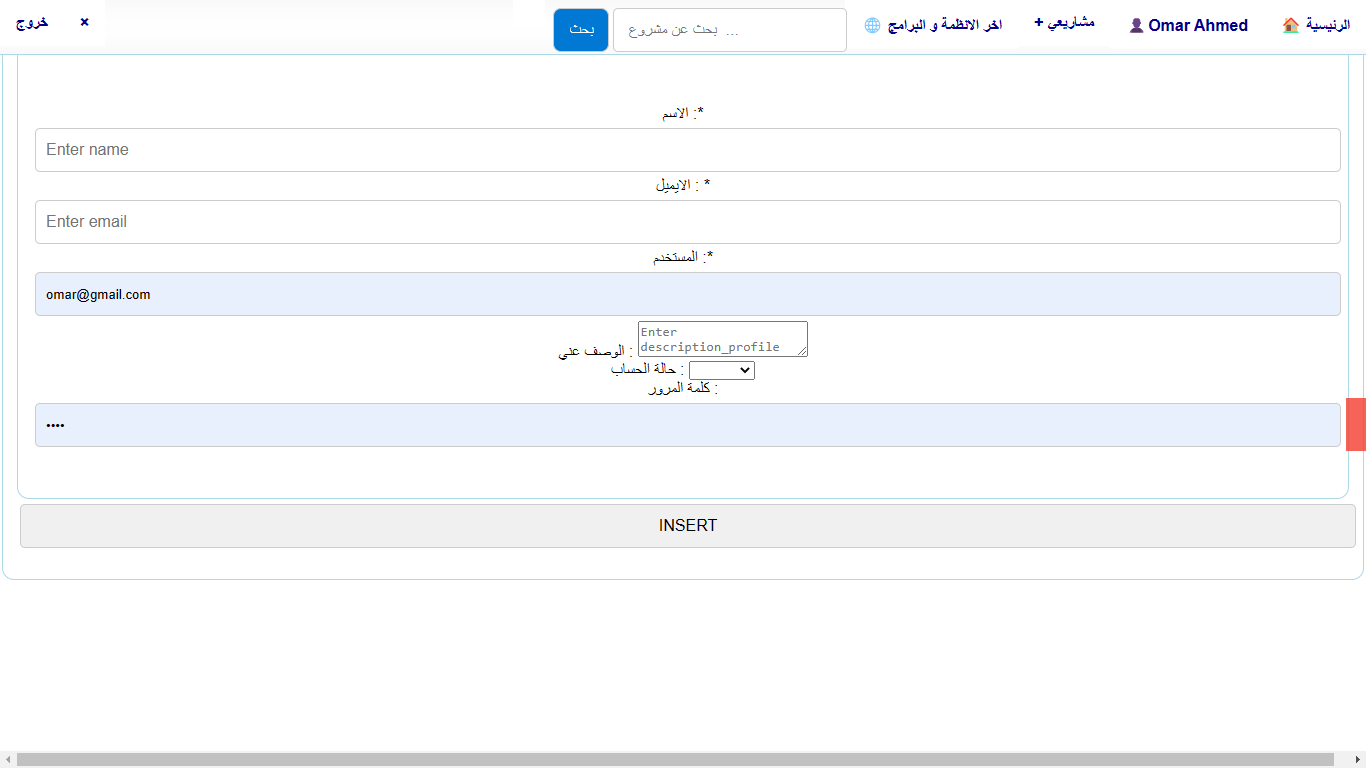 الرئيسية 🏠
Omar Ahmed
مشاريعي +
اخر الانظمة و البرامج
بحث عن مشروع ...
بحث
×
خروج
الاسم :*
Enter name
الايميل : *
Enter email
المستخدم :*
omar@gmail.com
الوصف عني :
Enter description_profile
حالة الحساب :
كلمة المرور :
••••
INSERT